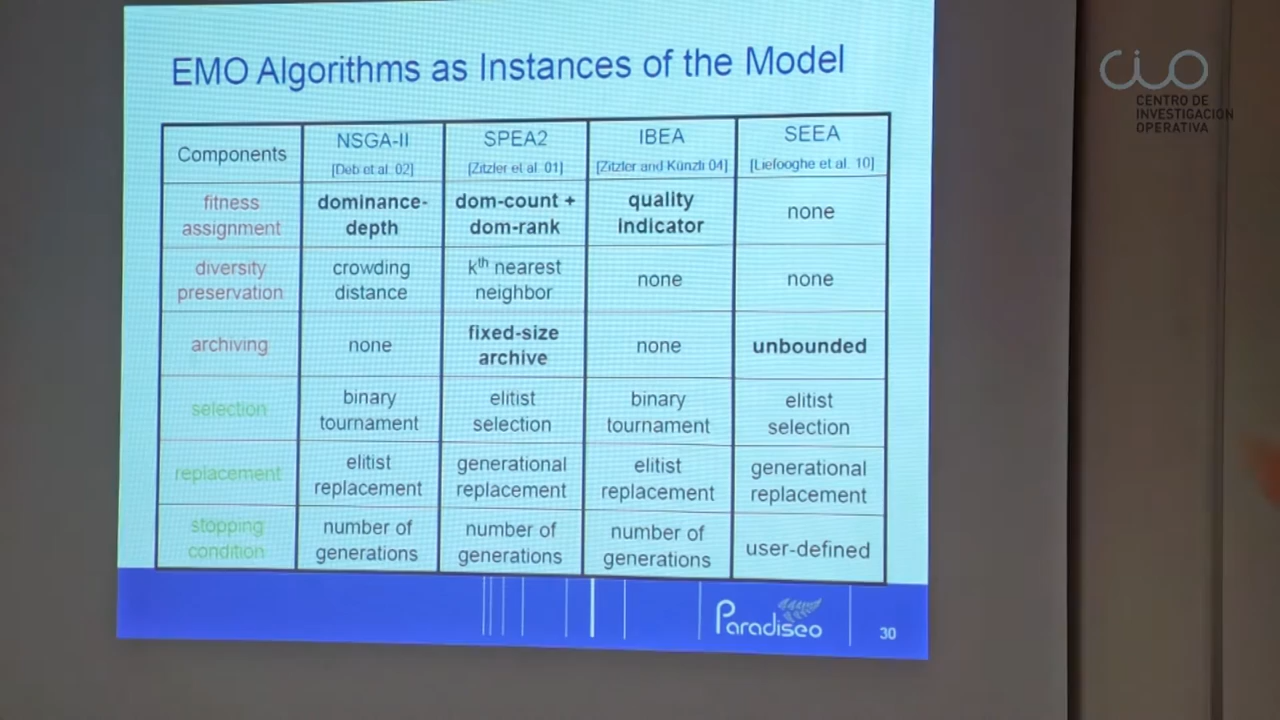 EMO Algorithms as Instances of the Model
Components
NSGA-II
[Deb et al. 02]
SPEA2
[Zitzler et al. 01]
IBEA
[Zitzler and Künzli 04]
SEEA
[Liefooghe et al. 10]
fitness
assignment
dominance-
depth
dom-count +
dom-rank
quality
indicator
none
diversity
preservation
crowding
distance
kth nearest
neighbor
none
none
archiving
none
fixed-size
archive
none
unbounded
selection
binary
tournament
elitist
selection
binary
tournament
elitist
selection
replacement
elitist
replacement
generational
replacement
elitist
replacement
generational
replacement
stopping
condition
number of
generations
number of
generations
number of
generations
user-defined
Paradiseo
30
CIO
CENTRO DE
INVESTIGACION
OPERATIVA